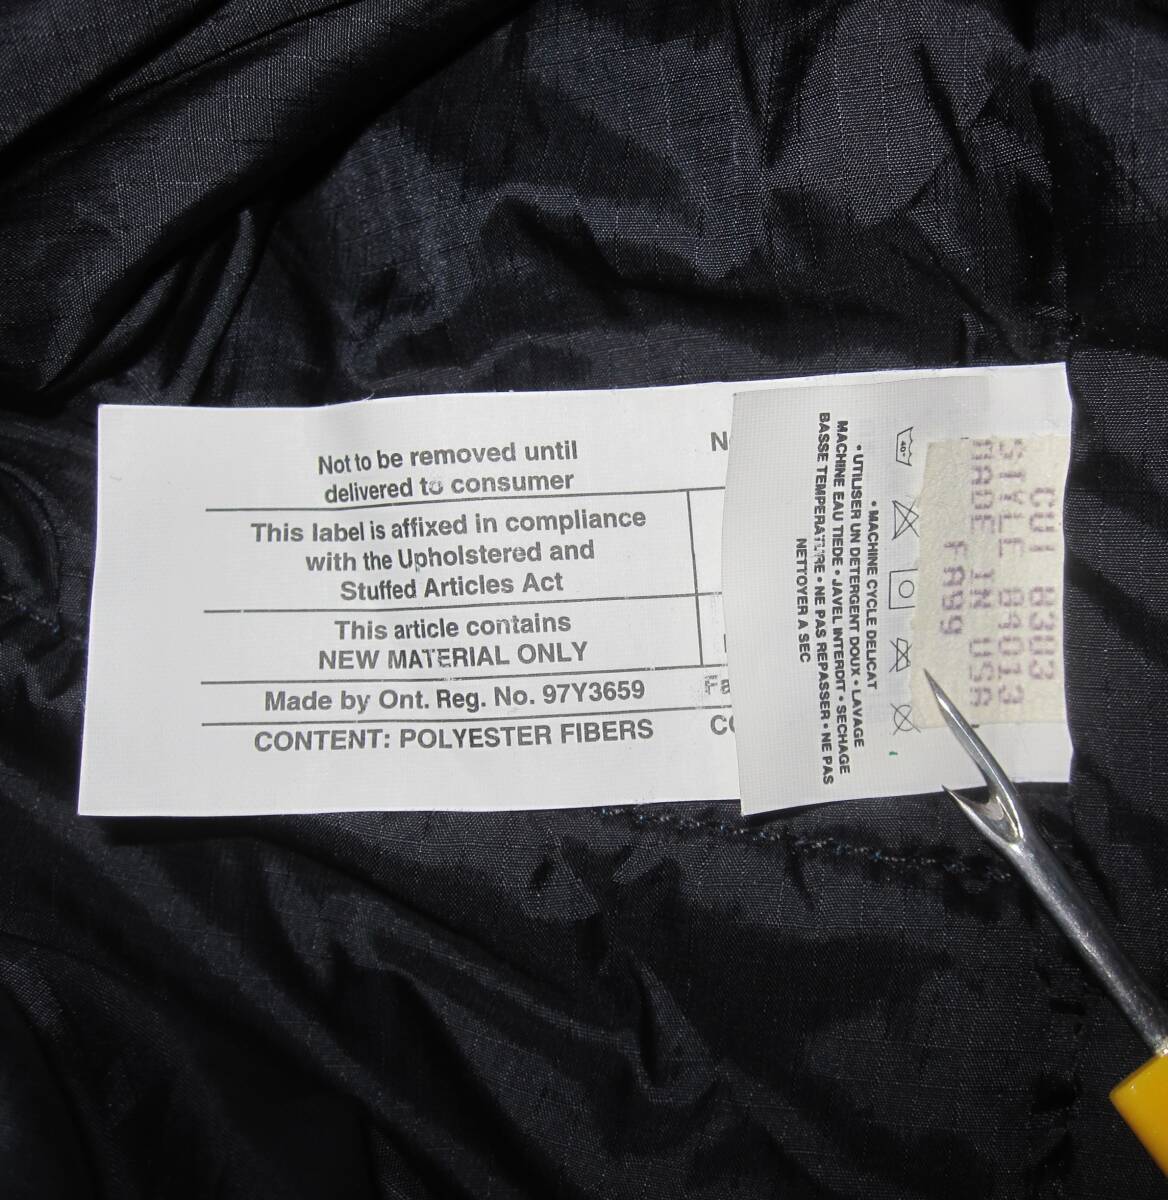 Not to be removed until
delivered to consumer
This label is affixed in compliance
with the Upholstered and
Stuffed Articles Act
This article contains
NEW MATERIAL ONLY
Made by Ont. Reg. No. 97Y3659
CONTENT: POLYESTER FIBERS
40°
• MACHINE CYCLE DELICAT
• UTILISER UN DETERGENT DOUX • LAVAGE
MACHINE EAU TIEDE • JAVEL INTERDIT • SECHAGE
BASSE TEMPERATURE • NE PAS REPASSER • NE PAS
NETTOYER A SEC
CUT 8303
STYLE 89013
MADE IN USA
FA99